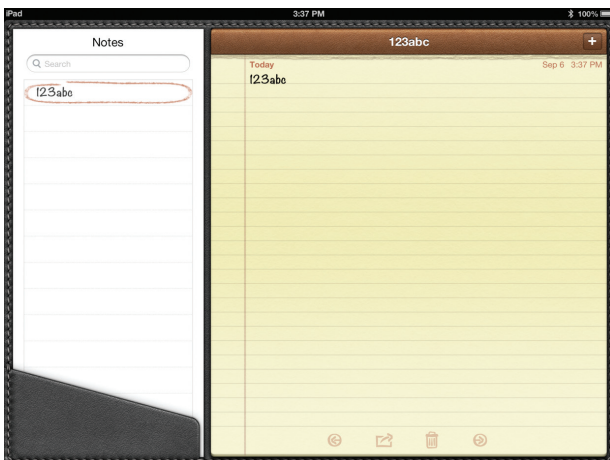 iPad 3:37 PM 100%
Notes
Search
123abc
123abc
Today Sep 6 3:37 PM
123abc